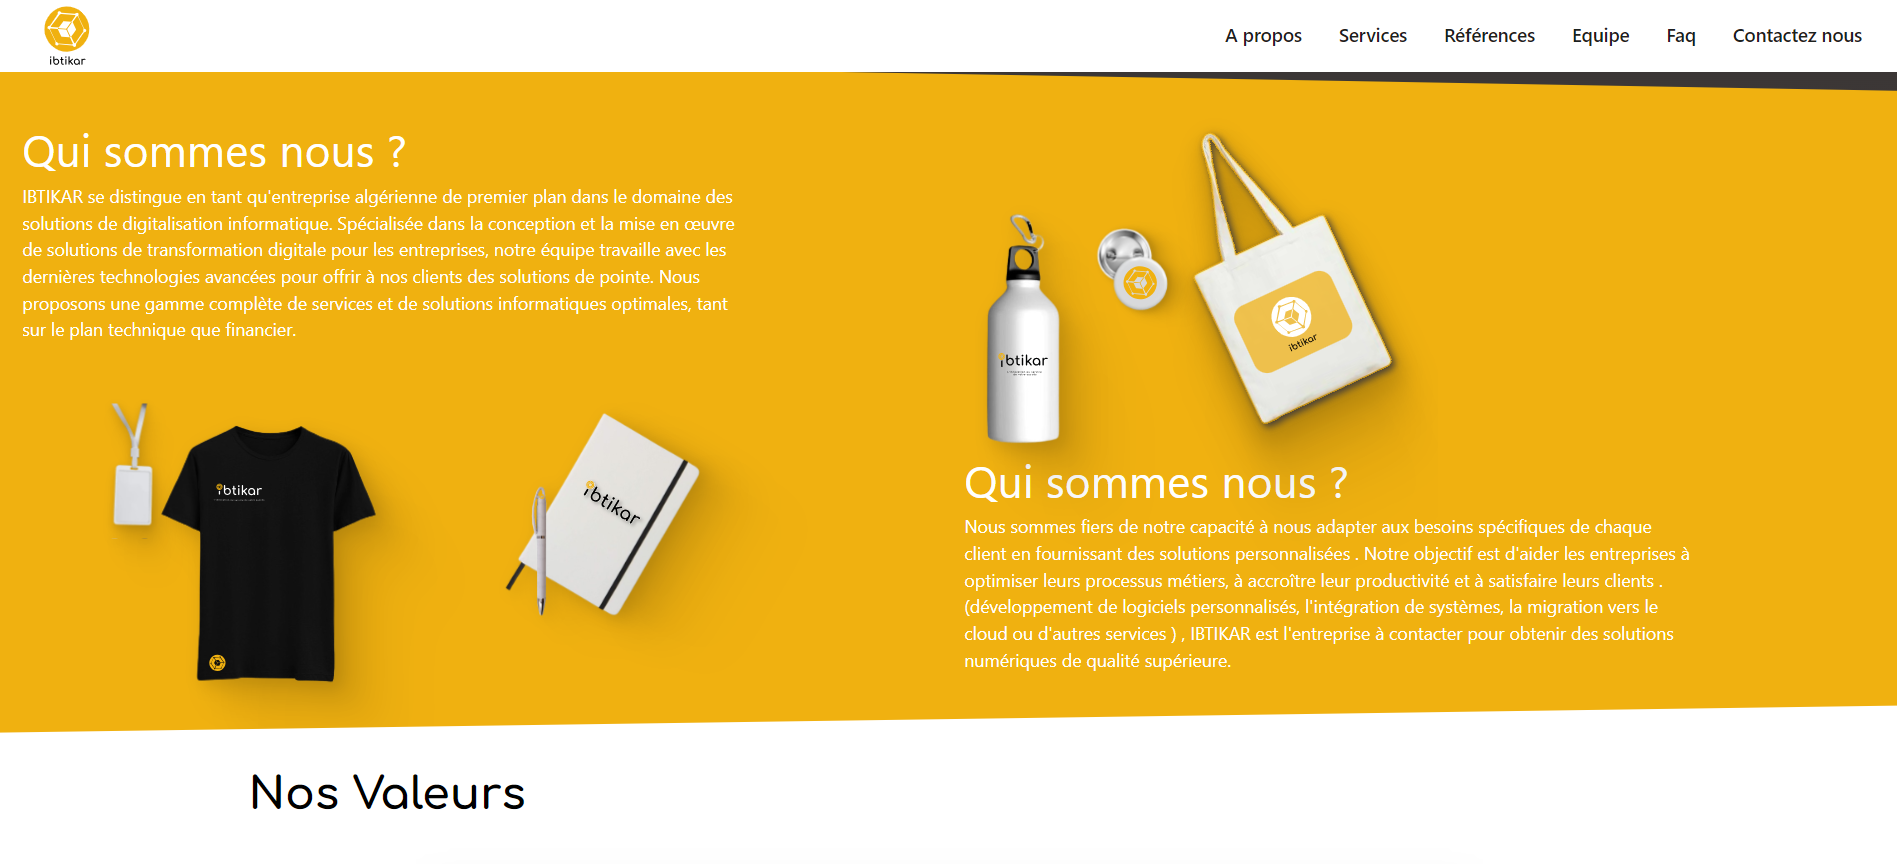 ibtikar
A propos Services Références Equipe Faq Contactez nous
Qui sommes nous ?
IBTIKAR se distingue en tant qu'entreprise algérienne de premier plan dans le domaine des
solutions de digitalisation informatique. Spécialisée dans la conception et la mise en œuvre
de solutions de transformation digitale pour les entreprises, notre équipe travaille avec les
dernières technologies avancées pour offrir à nos clients des solutions de pointe. Nous
proposons une gamme complète de services et de solutions informatiques optimales, tant
sur le plan technique que financier.
ibtikar
ibtikar
ibtikar
ibtikar
Qui sommes nous ?
Nous sommes fiers de notre capacité à nous adapter aux besoins spécifiques de chaque
client en fournissant des solutions personnalisées . Notre objectif est d'aider les entreprises à
optimiser leurs processus métiers, à accroître leur productivité et à satisfaire leurs clients .
(développement de logiciels personnalisés, l'intégration de systèmes, la migration vers le
cloud ou d'autres services ) , IBTIKAR est l'entreprise à contacter pour obtenir des solutions
numériques de qualité supérieure.
Nos Valeurs